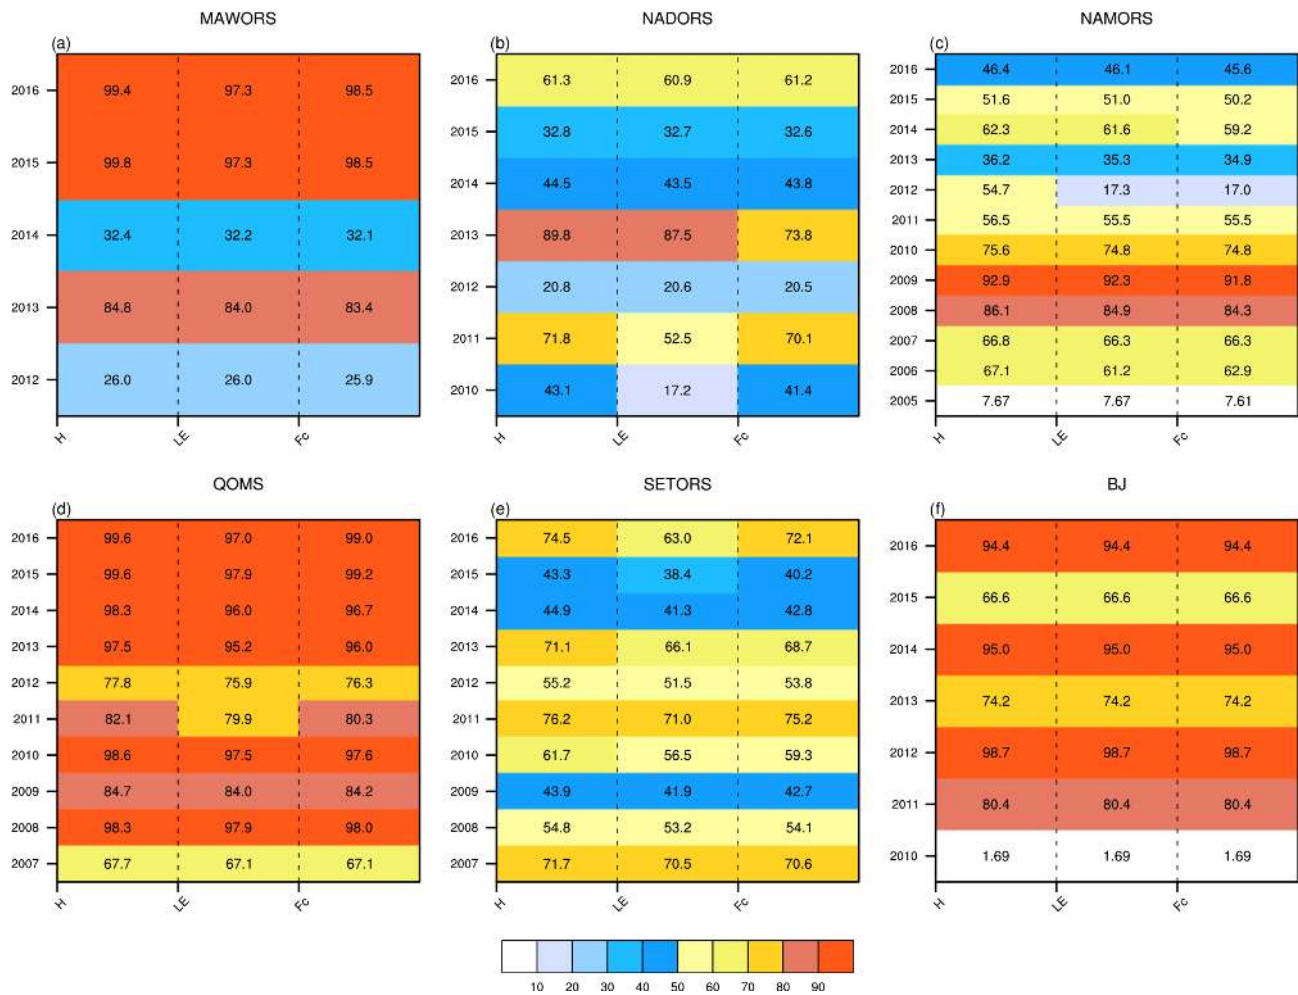 MAWORS
(a)
2016 99.4 97.3 98.5
2015 99.8 97.3 98.5
2014 32.4 32.2 32.1
2013 84.8 84.0 83.4
2012 26.0 26.0 25.9
H LE Fc
NADORS
(b)
2016 61.3 60.9 61.2
2015 32.8 32.7 32.6
2014 44.5 43.5 43.8
2013 89.8 87.5 73.8
2012 20.8 20.6 20.5
2011 71.8 52.5 70.1
2010 43.1 17.2 41.4
H LE Fc
NAMORS
(c)
2016 46.4 46.1 45.6
2015 51.6 51.0 50.2
2014 62.3 61.6 59.2
2013 36.2 35.3 34.9
2012 54.7 17.3 17.0
2011 56.5 55.5 55.5
2010 75.6 74.8 74.8
2009 92.9 92.3 91.8
2008 86.1 84.9 84.3
2007 66.8 66.3 66.3
2006 67.1 61.2 62.9
2005 7.67 7.67 7.61
H LE Fc
QOMS
(d)
2016 99.6 97.0 99.0
2015 99.6 97.9 99.2
2014 98.3 96.0 96.7
2013 97.5 95.2 96.0
2012 77.8 75.9 76.3
2011 82.1 79.9 80.3
2010 98.6 97.5 97.6
2009 84.7 84.0 84.2
2008 98.3 97.9 98.0
2007 67.7 67.1 67.1
H LE Fc
SETORS
(e)
2016 74.5 63.0 72.1
2015 43.3 38.4 40.2
2014 44.9 41.3 42.8
2013 71.1 66.1 68.7
2012 55.2 51.5 53.8
2011 76.2 71.0 75.2
2010 61.7 56.5 59.3
2009 43.9 41.9 42.7
2008 54.8 53.2 54.1
2007 71.7 70.5 70.6
H LE Fc
BJ
(f)
2016 94.4 94.4 94.4
2015 66.6 66.6 66.6
2014 95.0 95.0 95.0
2013 74.2 74.2 74.2
2012 98.7 98.7 98.7
2011 80.4 80.4 80.4
2010 1.69 1.69 1.69
H LE Fc
10 20 30 40 50 60 70 80 90